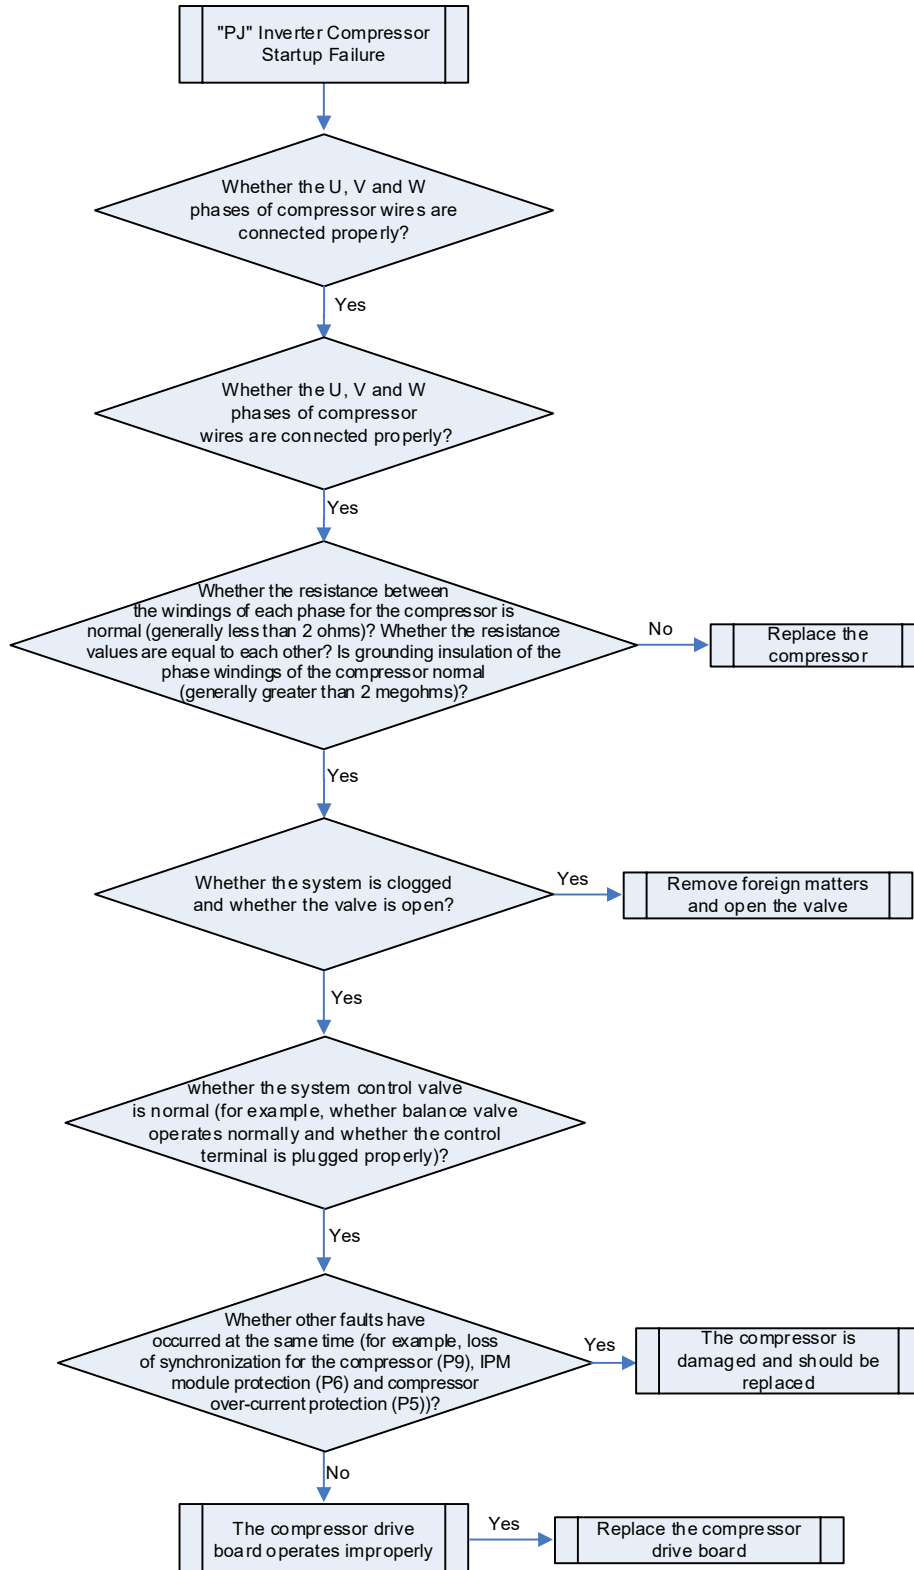 "PJ" Inverter Compressor
Startup Failure
Whether the U, V and W
phases of compressor wires are
connected properly?
Yes
Whether the U, V and W
phases of compressor
wires are connected properly?
Yes
Whether the resistance between
the windings of each phase for the compressor is
normal (generally less than 2 ohms)? Whether the resistance
values are equal to each other? Is grounding insulation of the
phase windings of the compressor normal
(generally greater than 2 megohms)?
No
Replace the
compressor
Yes
Whether the system is clogged
and whether the valve is open?
Yes
Remove foreign matters
and open the valve
Yes
whether the system control valve
is normal (for example, whether balance valve
operates normally and whether the control
terminal is plugged properly)?
Yes
Whether other faults have
occurred at the same time (for example, loss
of synchronization for the compressor (P9), IPM
module protection (P6) and compressor
over-current protection (P5))?
Yes
The compressor is
damaged and should be
replaced
No
The compressor drive
board operates improperly
Yes
Replace the compressor
drive board